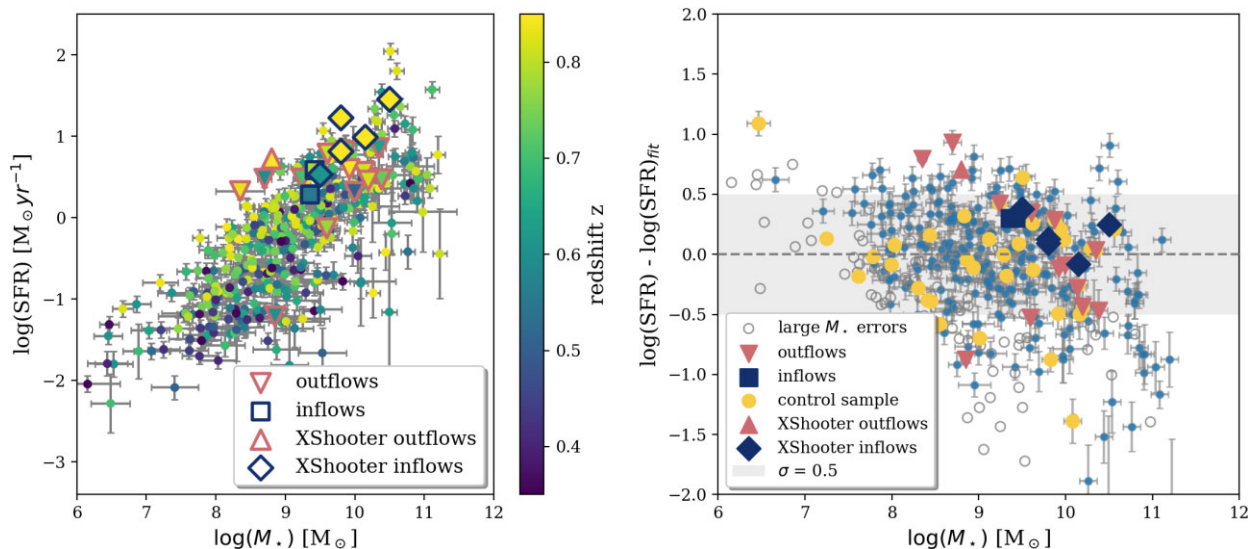 log(SFR) [M⊙yr−1]
2
1
0
−1
−2
−3
6
7
8
9
10
11
12
log(M⋆) [M⊙]
outflows
inflows
XShooter outflows
XShooter inflows
0.8
0.7
0.6
0.5
0.4
redshift z
log(SFR) - log(SFR)fit
2.0
1.5
1.0
0.5
0.0
−0.5
−1.0
−1.5
−2.0
6
7
8
9
10
11
12
log(M⋆) [M⊙]
large M⋆ errors
outflows
inflows
control sample
XShooter outflows
XShooter inflows
σ = 0.5